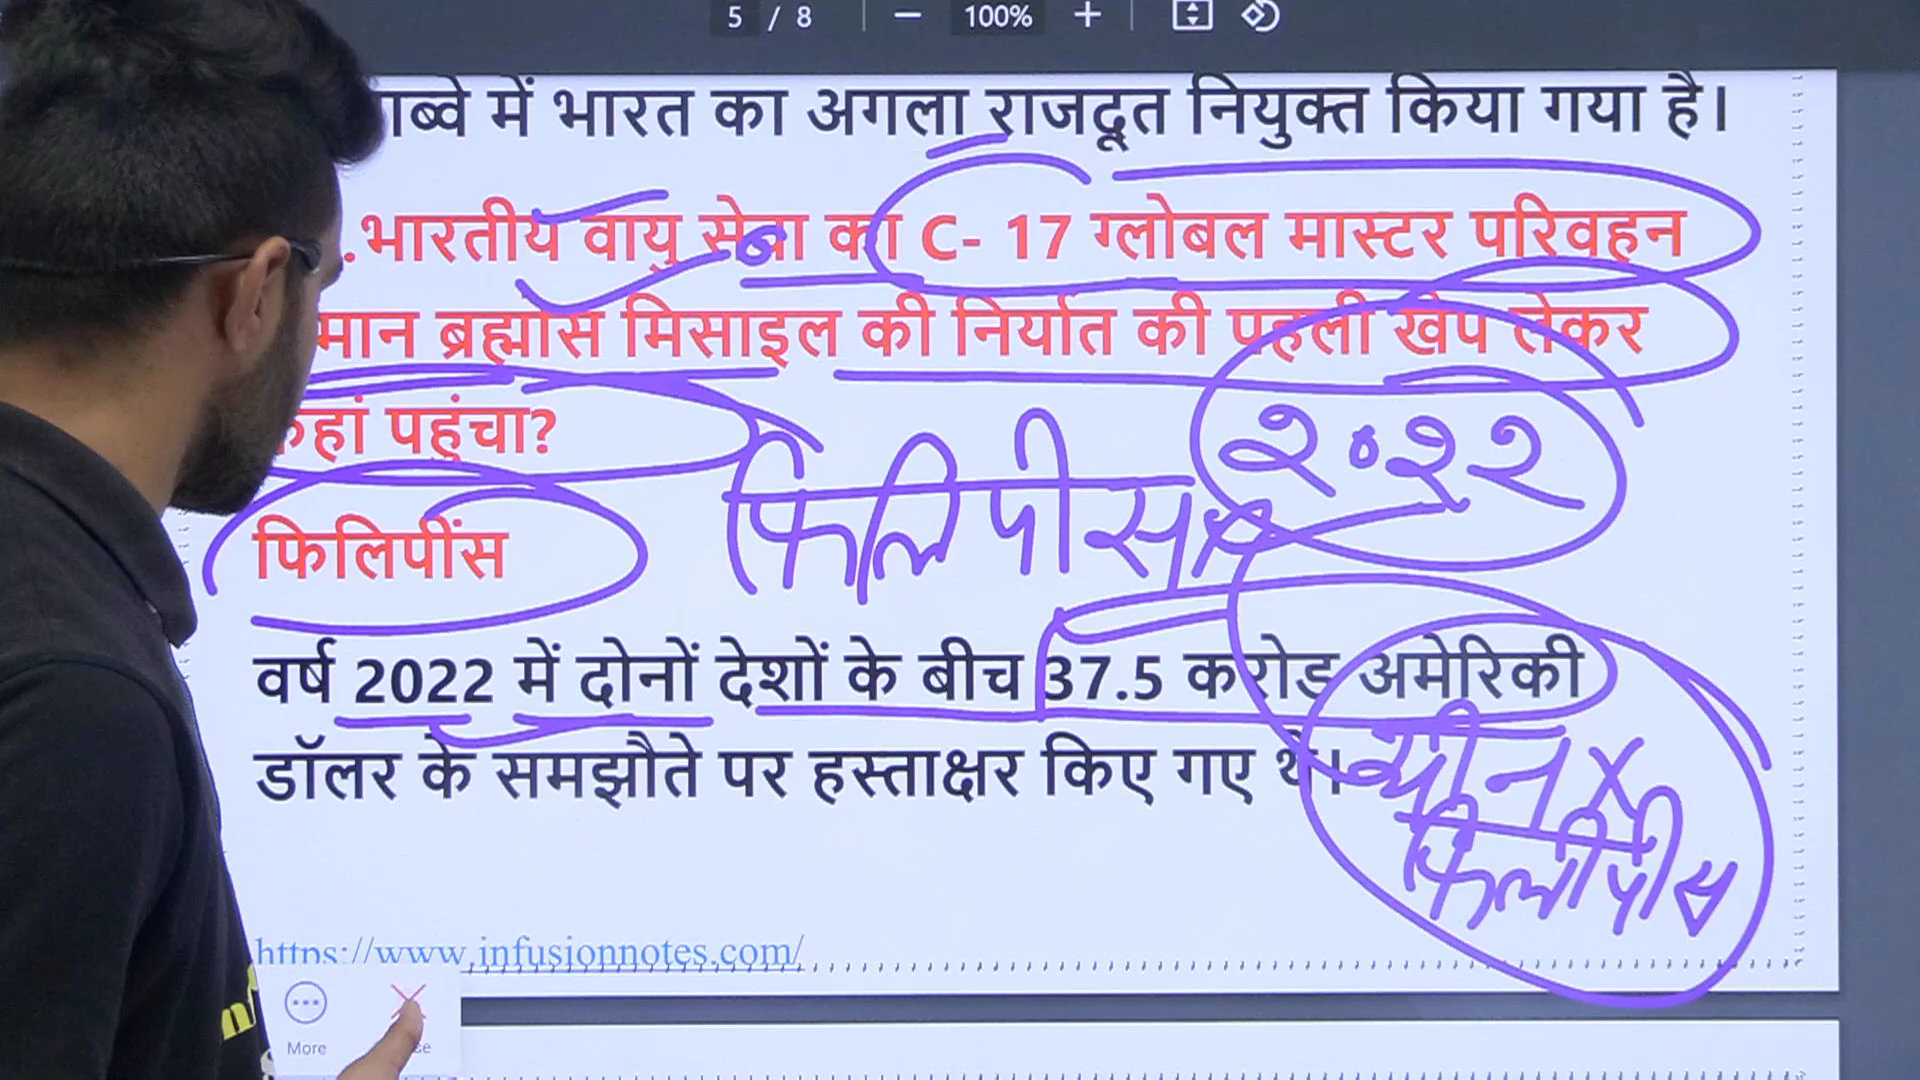 5 / 8 100%
में भारत का अगला राजदूत नियुक्त किया गया है।
.भारतीय वायु सेना का C- 17 ग्लोबल मास्टर परिवहन
ब्रह्मोस मिसाइल की निर्यात की पहली खेप लेकर
कहां पहुंचा?
२०२२
फिलिपींस
फिलिपीस
वर्ष 2022 में दोनों देशों के बीच 37.5 करोड अमेरिकी
डॉलर के समझौते पर हस्ताक्षर किए गए थे।
चीन X
फिलीपीस
https://www.infusionnotes.com/
More